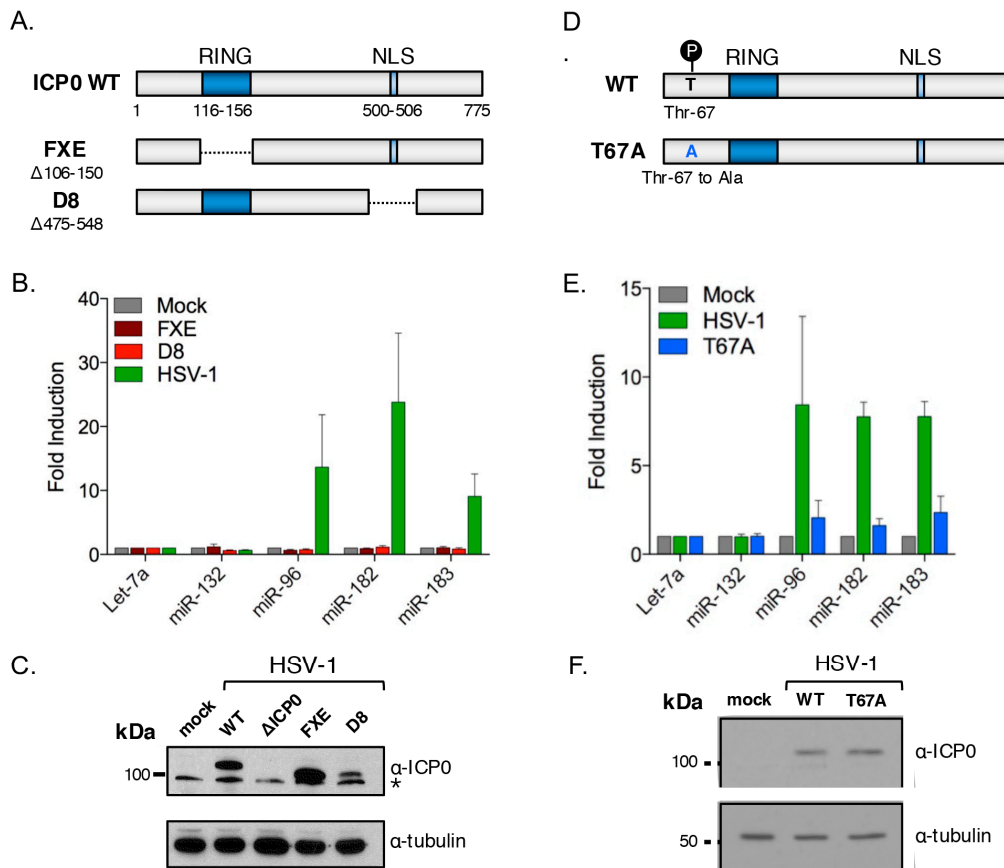 A.
RING NLS
ICP0 WT
1 116-156 500-506 775
FXE
Δ106-150
D8
Δ475-548
B.
Fold Induction
40
30
20
10
0
Mock
FXE
D8
HSV-1
Let-7a miR-132 miR-96 miR-182 miR-183
C.
HSV-1
kDa mock WT ΔICP0 FXE D8
100
α-ICP0
*
α-tubulin
D
.
P
RING NLS
WT T
Thr-67
T67A A
Thr-67 to Ala
E.
Fold Induction
15
10
5
0
Mock
HSV-1
T67A
Let-7a miR-132 miR-96 miR-182 miR-183
F.
HSV-1
kDa mock WT T67A
100
α-ICP0
50
α-tubulin